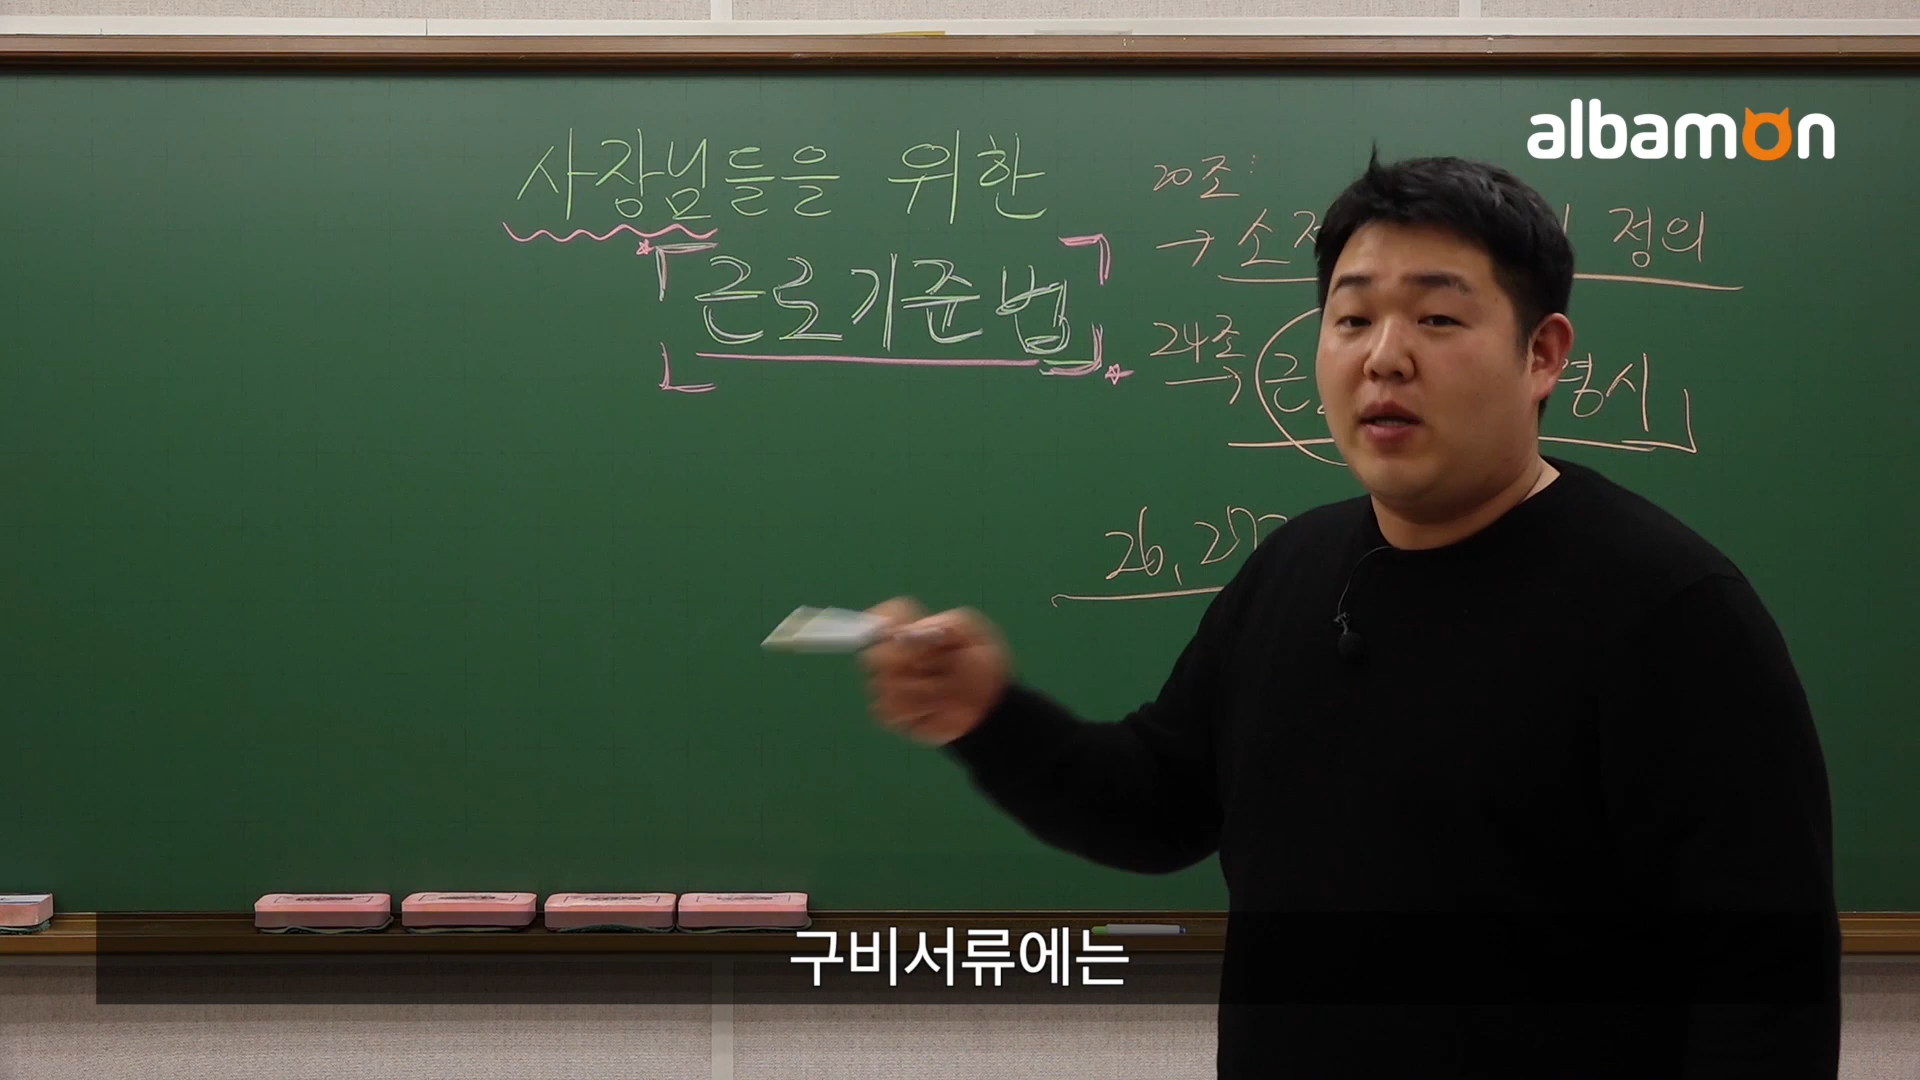 albamon
사장님들을 위한
「근로기준법」
20조:
→ 소 정의
24조
→ 명시
26, 27
구비서류에는